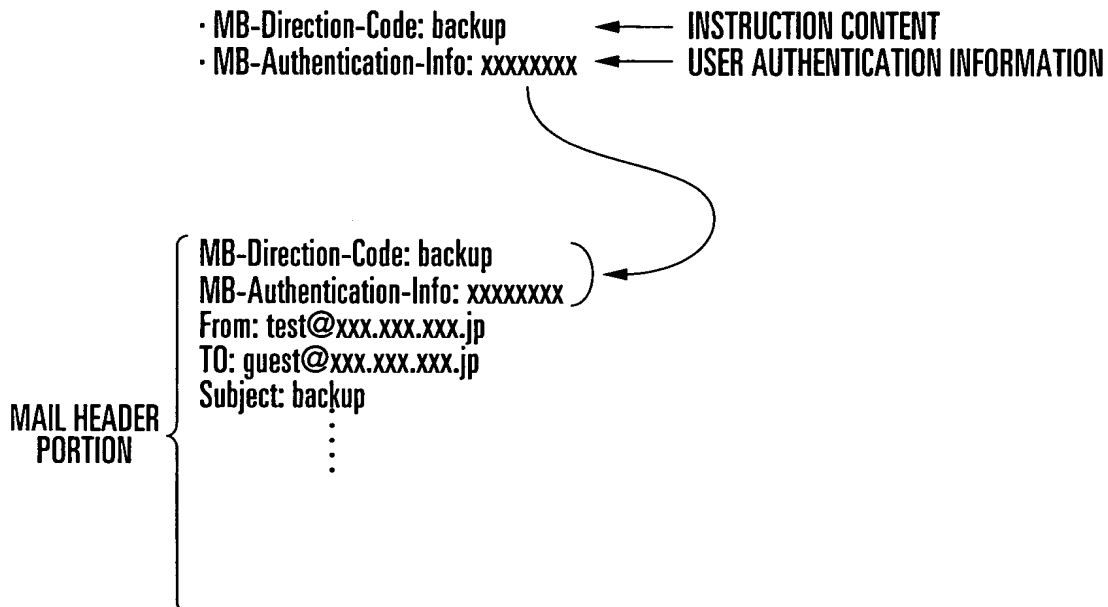 · MB-Direction-Code: backup INSTRUCTION CONTENT
· MB-Authentication-Info: xxxxxxxx USER AUTHENTICATION INFORMATION
MB-Direction-Code: backup
MB-Authentication-Info: xxxxxxxx
From: test@xxx.xxx.xxx.jp
TO: guest@xxx.xxx.xxx.jp
Subject: backup
MAIL HEADER
PORTION